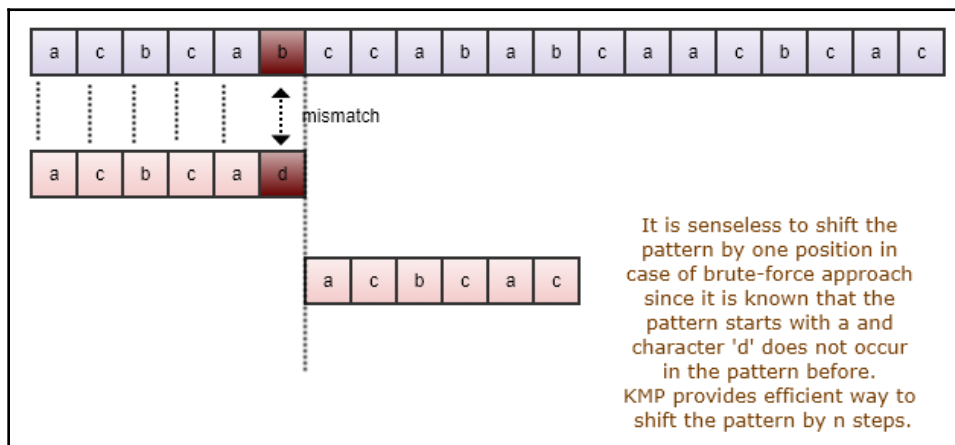 a c b c a b c c a b a b c a a c b c a c
mismatch
a c b c a d
a c b c a c
It is senseless to shift the
pattern by one position in
case of brute-force approach
since it is known that the
pattern starts with a and
character 'd' does not occur
in the pattern before.
KMP provides efficient way to
shift the pattern by n steps.